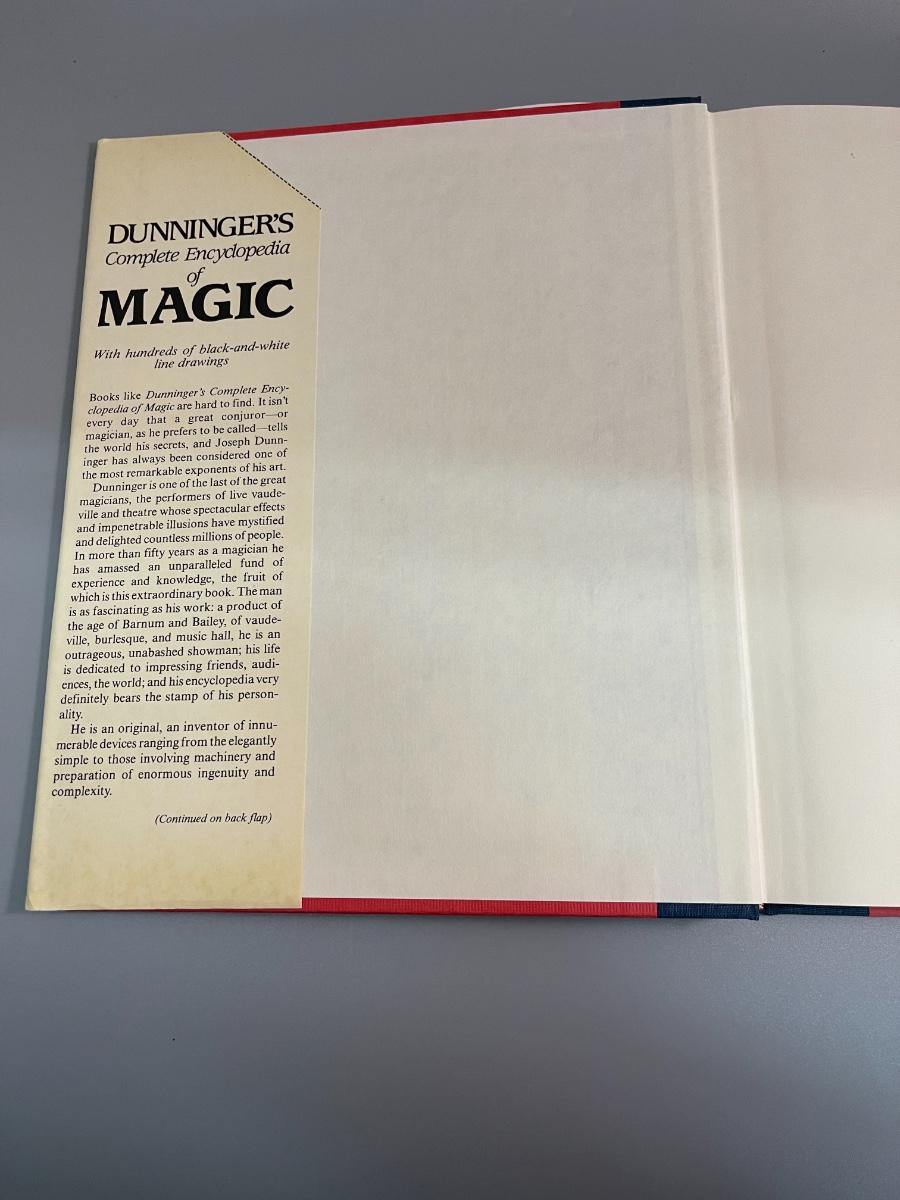 DUNNINGER'S
Complete Encyclopedia
of
MAGIC
With hundreds of black-and-white
line drawings
Books like Dunninger's Complete Ency-
clopedia of Magic are hard to find. It isn't
every day that a great conjuror—or
magician, as he prefers to be called—tells
the world his secrets, and Joseph Dunn-
inger has always been considered one of
the most remarkable exponents of his art.
Dunninger is one of the last of the great
magicians, the performers of live vaude-
ville and theatre whose spectacular effects
and impenetrable illusions have mystified
and delighted countless millions of people.
In more than fifty years as a magician he
has amassed an unparalleled fund of
experience and knowledge, the fruit of
which is this extraordinary book. The man
is as fascinating as his work: a product of
the age of Barnum and Bailey, of vaude-
ville, burlesque, and music hall, he is an
outrageous, unabashed showman; his life
is dedicated to impressing friends, audi-
ences, the world; and his encyclopedia very
definitely bears the stamp of his person-
ality.
He is an original, an inventor of innu-
merable devices ranging from the elegantly
simple to those involving machinery and
preparation of enormous ingenuity and
complexity.
(Continued on back flap)